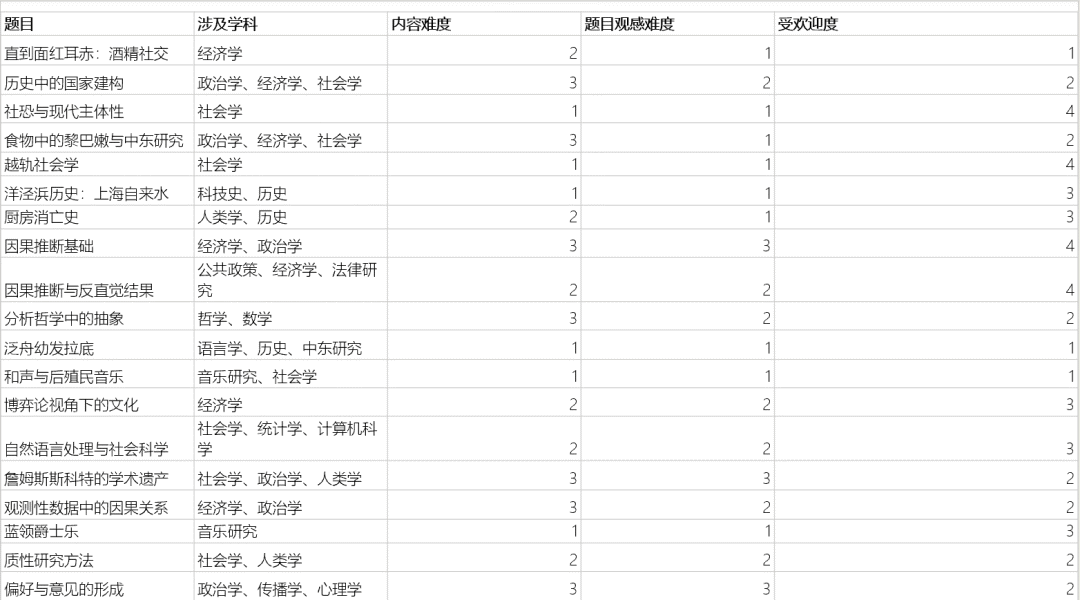 题目 涉及学科 内容难度 题目观感难度 受欢迎度
直到面红耳赤：酒精社交 经济学 2 1 1
历史中的国家建构 政治学、经济学、社会学 3 2 2
社恐与现代主体性 社会学 1 1 4
食物中的黎巴嫩与中东研究 政治学、经济学、社会学 3 1 2
越轨社会学 社会学 1 1 4
洋泾浜历史：上海自来水 科技史、历史 1 1 3
厨房消亡史 人类学、历史 2 1 3
因果推断基础 经济学、政治学 3 3 4
公共政策、经济学、法律研
因果推断与反直觉结果 究 2 2 4
分析哲学中的抽象 哲学、数学 3 2 2
泛舟幼发拉底 语言学、历史、中东研究 1 1 1
和声与后殖民音乐 音乐研究、社会学 1 1 1
博弈论视角下的文化 经济学 2 2 3
社会学、统计学、计算机科
自然语言处理与社会科学 学 2 2 3
詹姆斯斯科特的学术遗产 社会学、政治学、人类学 3 3 2
观测性数据中的因果关系 经济学、政治学 3 2 2
蓝领爵士乐 音乐研究 1 1 3
质性研究方法 社会学、人类学 2 2 2
偏好与意见的形成 政治学、传播学、心理学 3 3 2